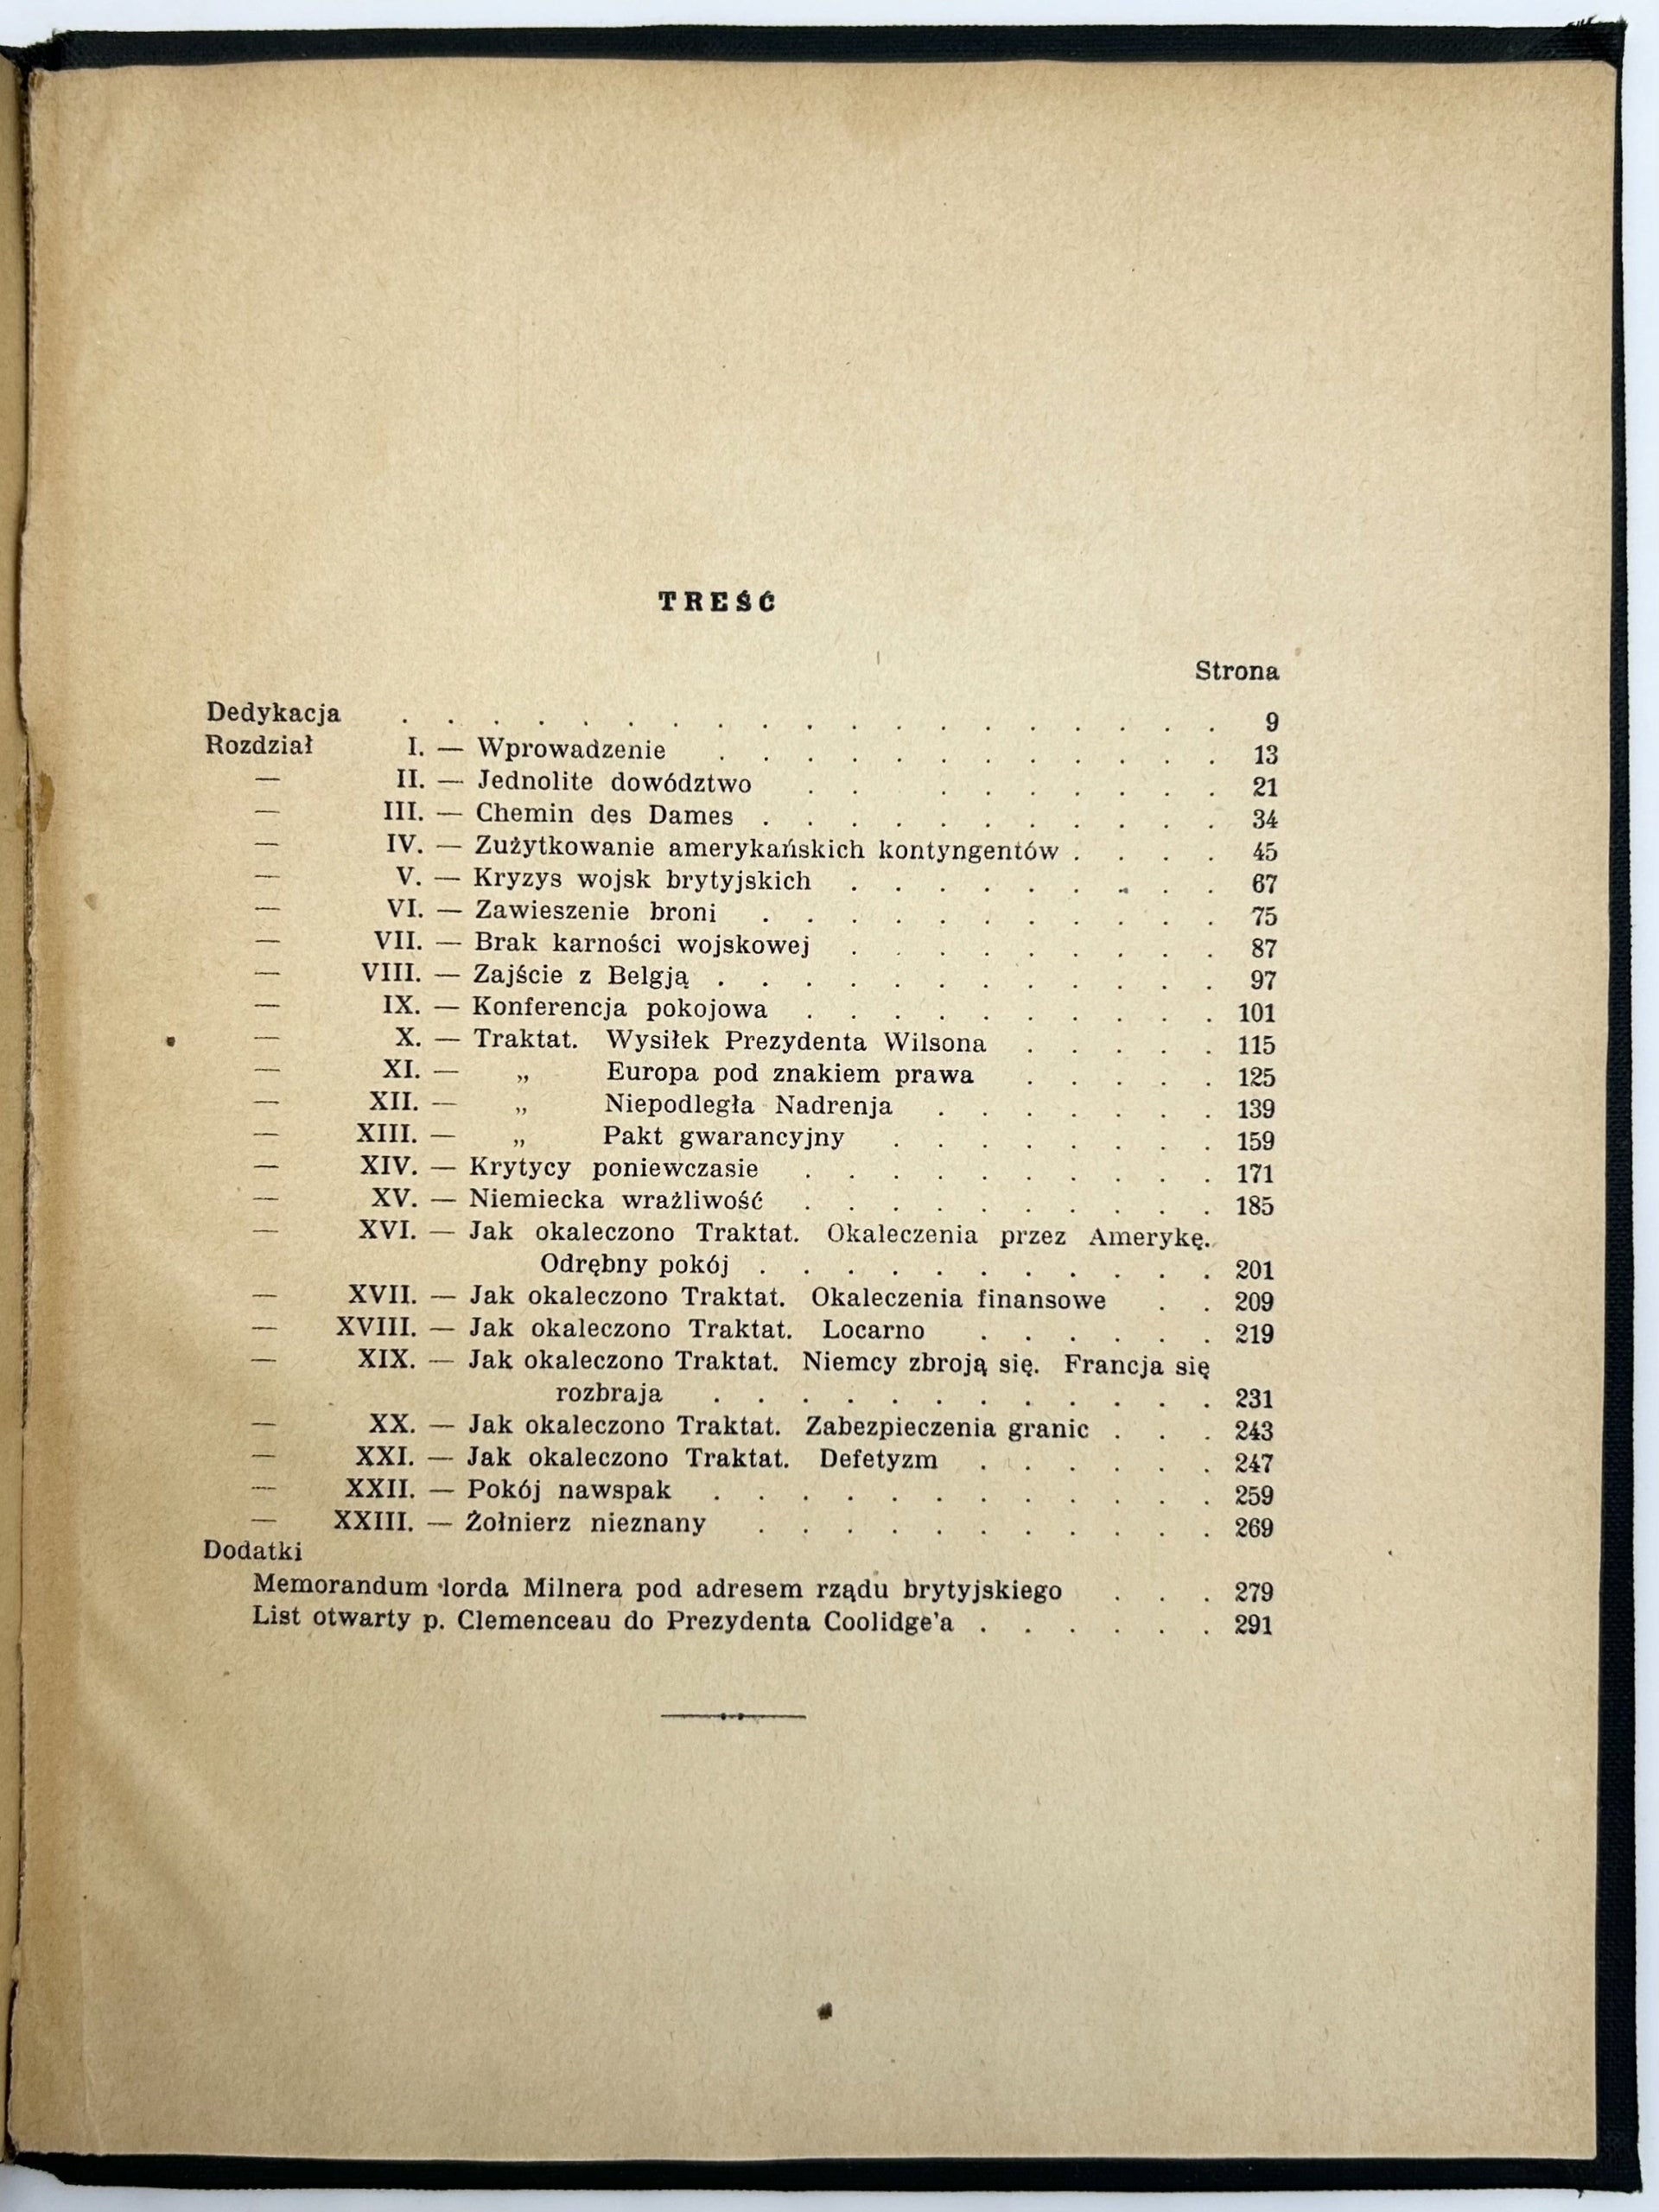 TREŚĆ
Strona
Dedykacja . . . . . . . . . . . . . . . . . . . 9
Rozdział I. — Wprowadzenie . . . . . . . . . . . . 13
— II. — Jednolite dowództwo . . . . . . . . . 21
— III. — Chemin des Dames . . . . . . . . . . . 34
— IV. — Zużytkowanie amerykańskich kontyngentów . . . . 45
— V. — Kryzys wojsk brytyjskich . . . . . . . . . 67
— VI. — Zawieszenie broni . . . . . . . . . . . 75
— VII. — Brak karności wojskowej . . . . . . . . . 87
— VIII. — Zajście z Belgją . . . . . . . . . . . . 97
— IX. — Konferencja pokojowa . . . . . . . . . . 101
— X. — Traktat. Wysiłek Prezydenta Wilsona . . . . . 115
— XI. — „ Europa pod znakiem prawa . . . . . 125
— XII. — „ Niepodległa Nadrenja . . . . . . . 139
— XIII. — „ Pakt gwarancyjny . . . . . . . . 159
— XIV. — Krytycy poniewczasie . . . . . . . . . . 171
— XV. — Niemiecka wrażliwość . . . . . . . . . . 185
— XVI. — Jak okaleczono Traktat. Okaleczenia przez Amerykę.
Odrębny pokój . . . . . . . . . . . 201
— XVII. — Jak okaleczono Traktat. Okaleczenia finansowe . . 209
— XVIII. — Jak okaleczono Traktat. Locarno . . . . . . 219
— XIX. — Jak okaleczono Traktat. Niemcy zbroją się. Francja się
rozbraja . . . . . . . . . . . . 231
— XX. — Jak okaleczono Traktat. Zabezpieczenia granic . . . 243
— XXI. — Jak okaleczono Traktat. Defetyzm . . . . . . 247
— XXII. — Pokój nawspak . . . . . . . . . . . . 259
— XXIII. — Żołnierz nieznany . . . . . . . . . . . 269
Dodatki
Memorandum lorda Milnera pod adresem rządu brytyjskiego . . . 279
List otwarty p. Clemenceau do Prezydenta Coolidge'a . . . . . . 291